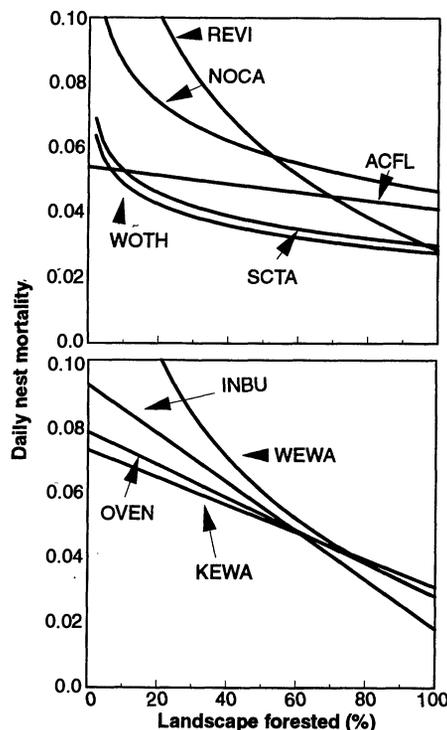 0.10
REVI
0.08
NOCA
0.06
ACFL
0.04
WOTH
SCTA
0.02
0.0
Daily nest mortality
0.10
INBU
0.08
WEWA
0.06
OVEN
0.04
KEWA
0.02
0.0
0 20 40 60 80 100
Landscape forested (%)